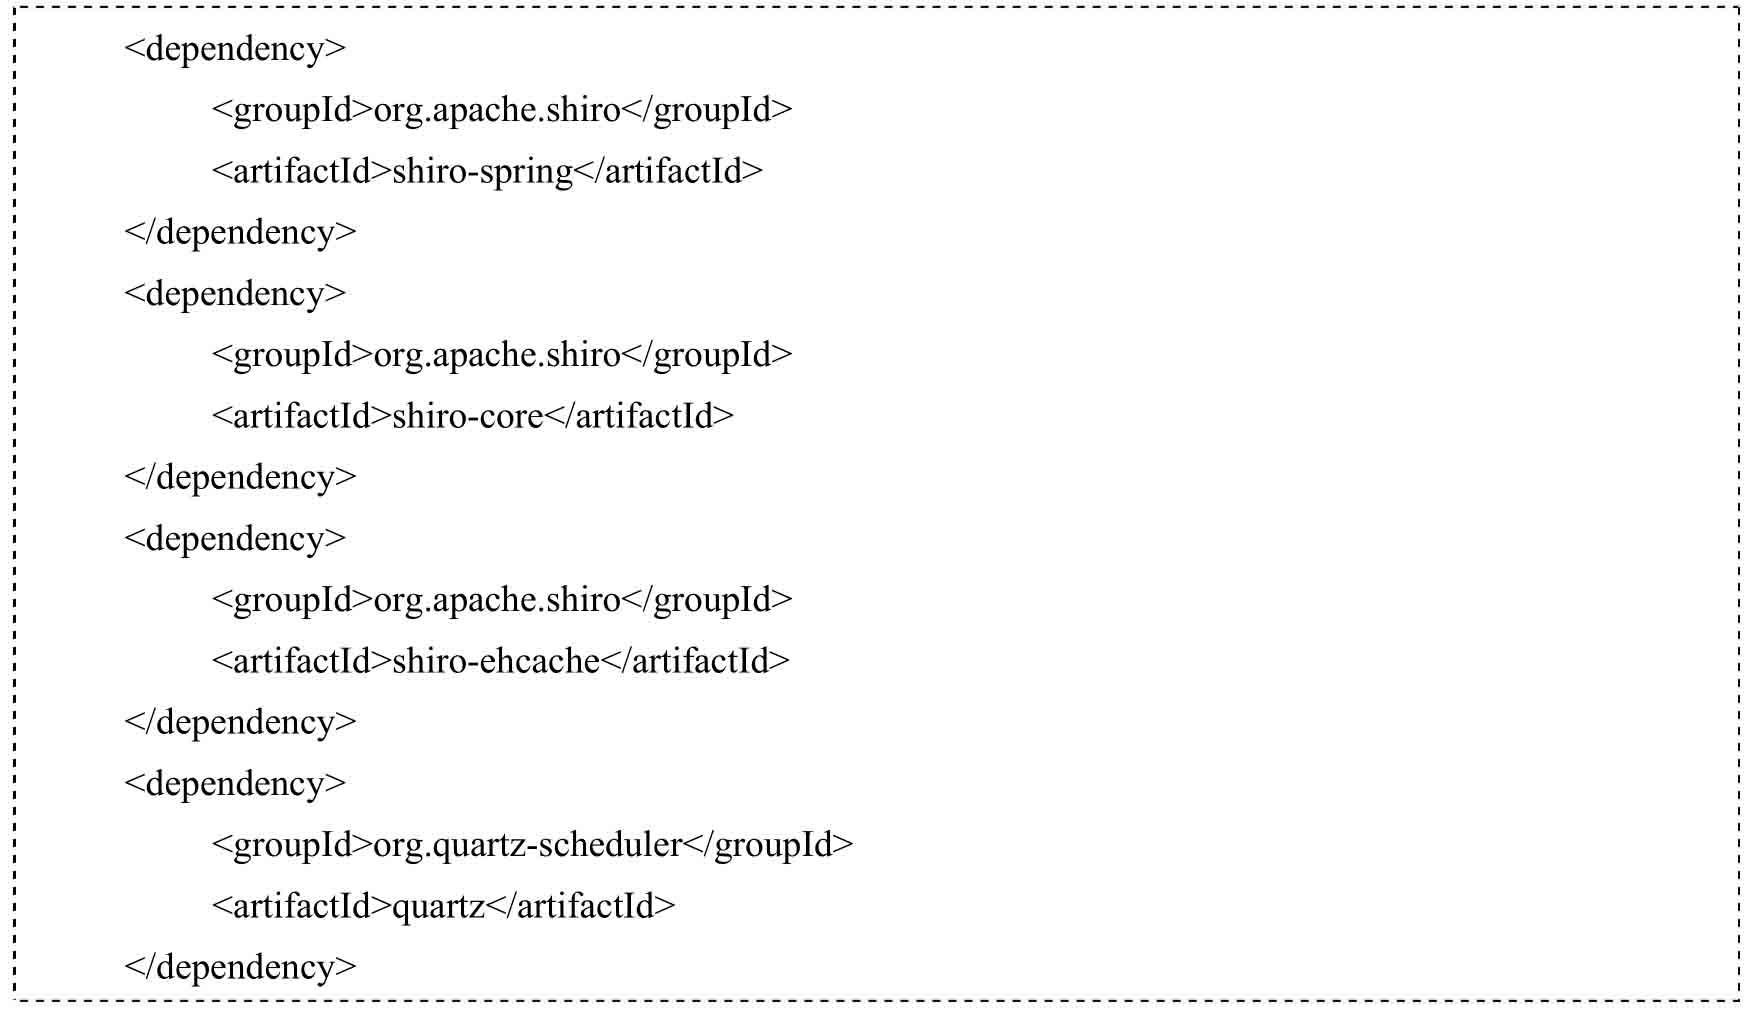 <dependency>
<groupId>org.apache.shiro</groupId>
<artifactId>shiro-spring</artifactId>
</dependency>
<dependency>
<groupId>org.apache.shiro</groupId>
<artifactId>shiro-core</artifactId>
</dependency>
<dependency>
<groupId>org.apache.shiro</groupId>
<artifactId>shiro-ehcache</artifactId>
</dependency>
<dependency>
<groupId>org.quartz-scheduler</groupId>
<artifactId>quartz</artifactId>
</dependency>